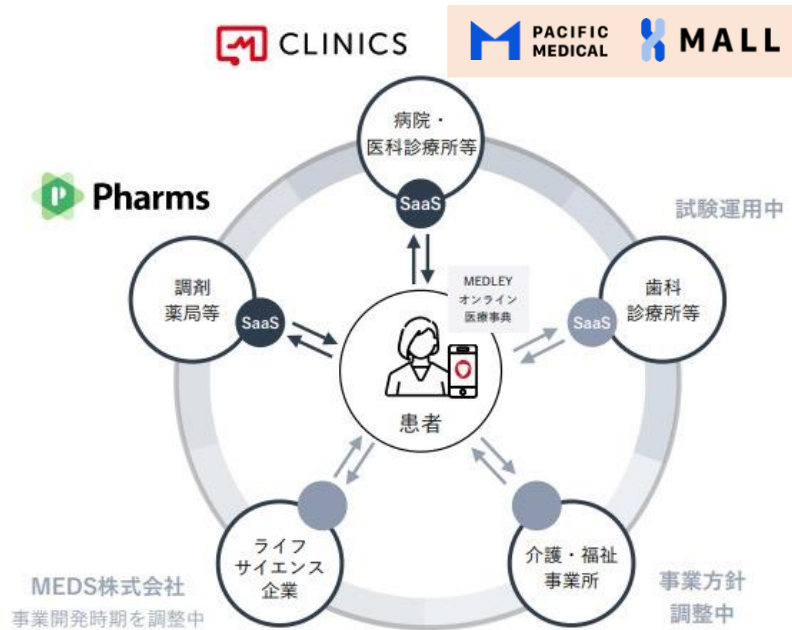 CLINICS
PACIFIC
MEDICAL
MALL
病院・
医科診療所等
SaaS
Pharms
試験運用中
調剤
薬局等
SaaS
MEDLEY
オンライン
医療事典
SaaS
歯科
診療所等
患者
ライフ
サイエンス
企業
介護・福祉
事業所
MEDS株式会社
事業開発時期を調整中
事業方針
調整中